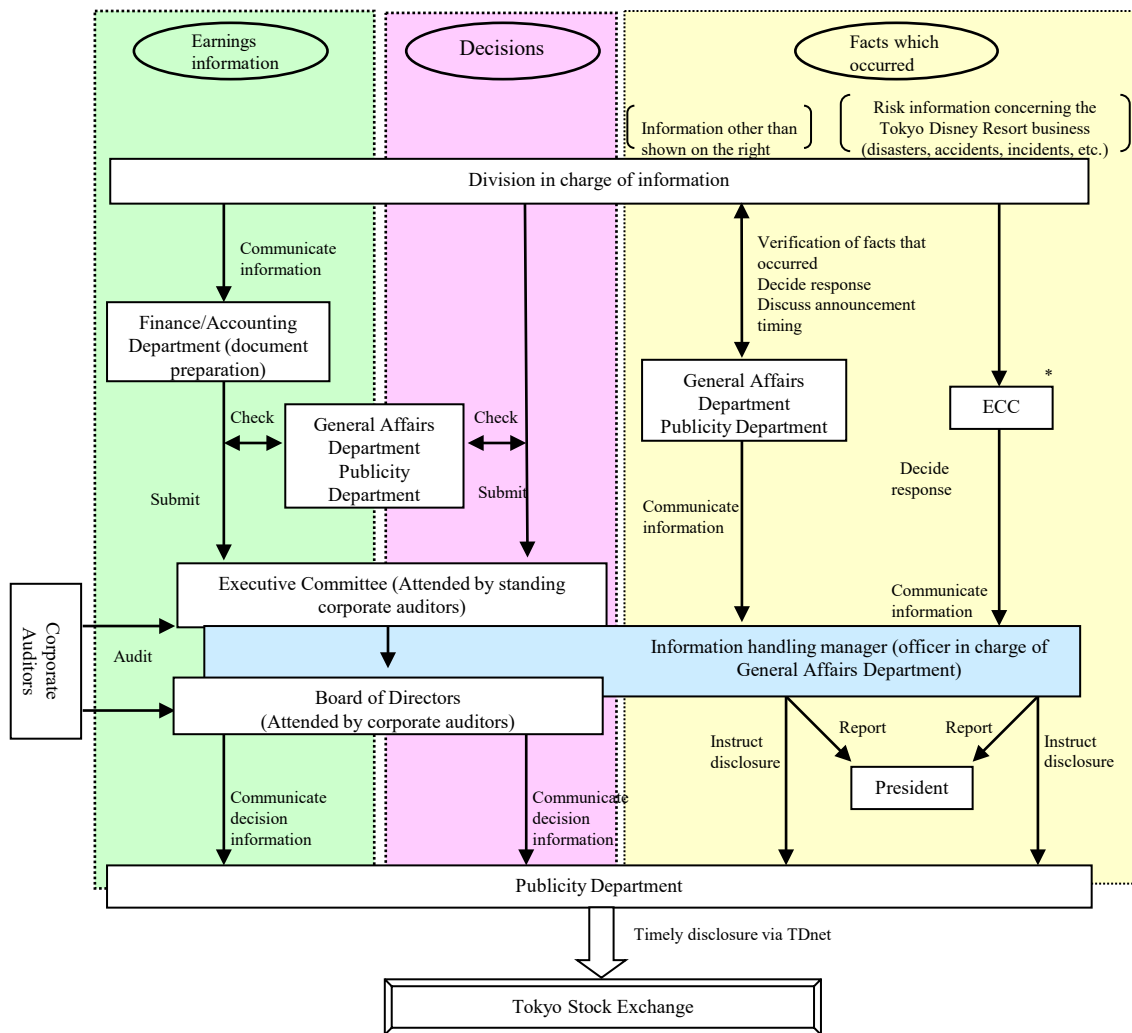 Earnings
information
Decisions
Facts which
occurred
Information other than
shown on the right
Risk information concerning the
Tokyo Disney Resort business
(disasters, accidents, incidents, etc.)
Division in charge of information
Communicate
information
Verification of facts that
occurred
Decide response
Discuss announcement
timing
Finance/Accounting
Department (document
preparation)
General Affairs
Department
Publicity Department
*
ECC
Check
General Affairs
Department
Publicity
Department
Check
Submit
Submit
Decide
response
Communicate
information
Communicate
information
Executive Committee (Attended by standing
corporate auditors)
Corporate
Auditors
Audit
Information handling manager (officer in charge of
General Affairs Department)
Board of Directors
(Attended by corporate auditors)
Report
Report
Instruct
disclosure
Instruct
disclosure
President
Communicate
decision
information
Communicate
decision
information
Publicity Department
Timely disclosure via TDnet
Tokyo Stock Exchange